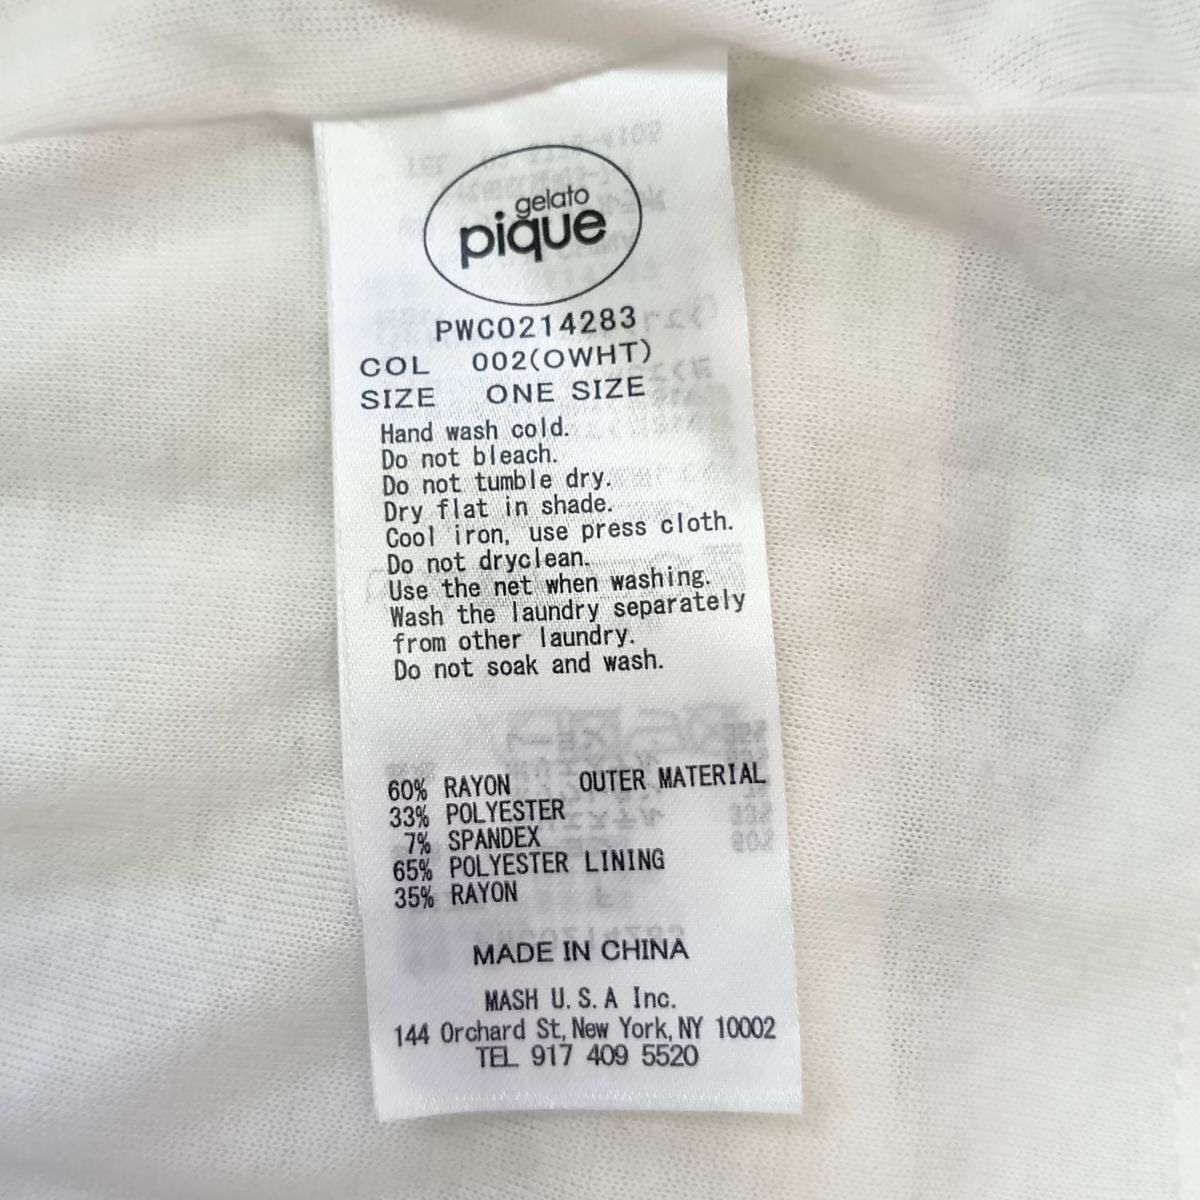 gelato
pique
PWCO214283
COL 002(OWHT)
SIZE ONE SIZE
Hand wash cold.
Do not bleach.
Do not tumble dry.
Dry flat in shade.
Cool iron, use press cloth.
Do not dryclean.
Use the net when washing.
Wash the laundry separately
from other laundry.
Do not soak and wash.
60% RAYON OUTER MATERIAL
33% POLYESTER
7% SPANDEX
65% POLYESTER LINING
35% RAYON
MADE IN CHINA
MASH U.S.A Inc.
144 Orchard St, New York, NY 10002
TEL 917 409 5520